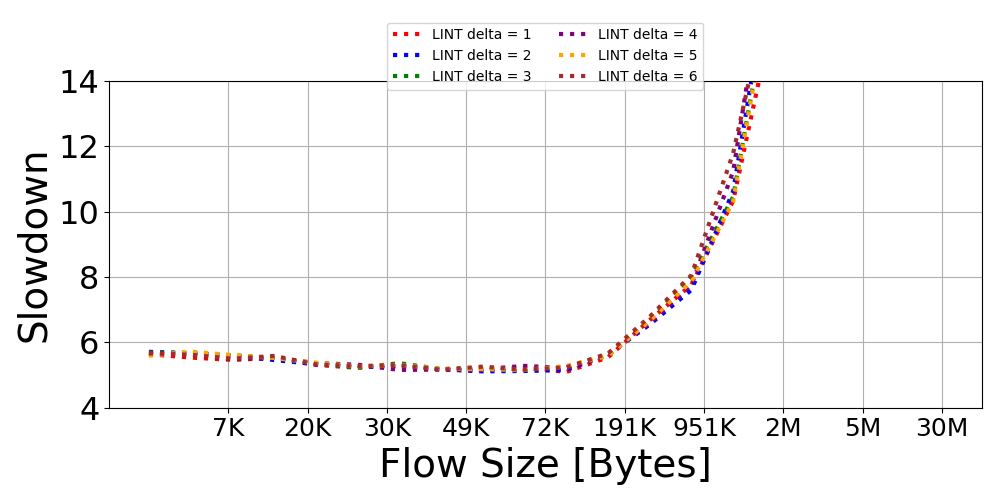 LINT delta = 1 LINT delta = 4
LINT delta = 2 LINT delta = 5
LINT delta = 3 LINT delta = 6
14
12
10
8
6
4
Slowdown
7K 20K 30K 49K 72K 191K 951K 2M 5M 30M
Flow Size [Bytes]